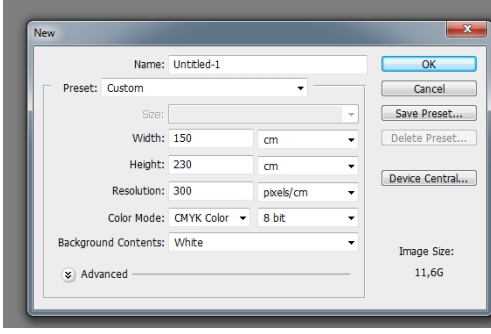 New
Name: Untitled-1
OK
Preset: Custom
Cancel
Size:
Save Preset...
Width: 150 cm
Delete Preset...
Height: 230 cm
Device Central...
Resolution: 300 pixels/cm
Color Mode: CMYK Color 8 bit
Background Contents: White
Image Size:
11,6G
Advanced